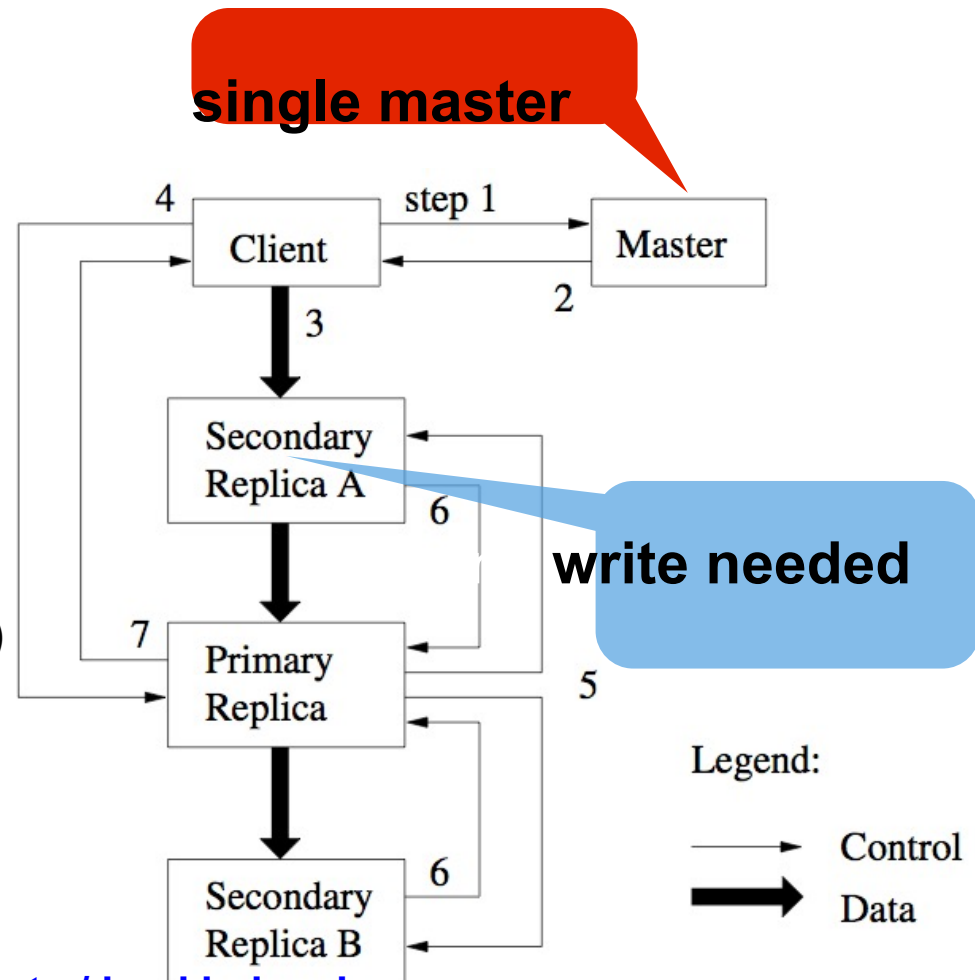 single master
4
step 1
Client
Master
2
3
Secondary
Replica A
6
write needed
7
Primary
Replica
5
Legend:
Control
6
Secondary
Replica B
Data